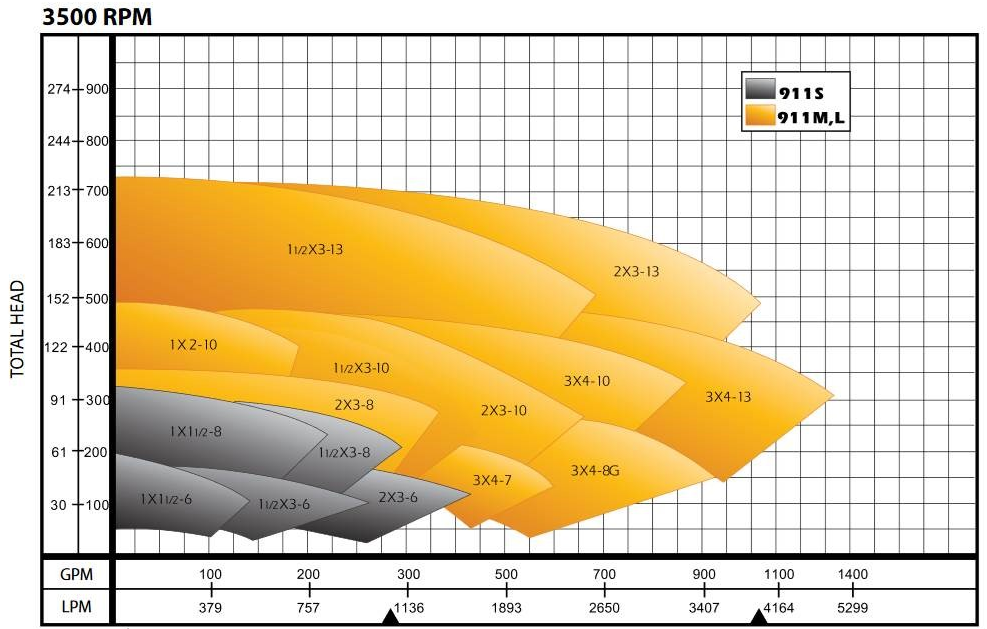 3500 RPM
911S
911M,L
TOTAL HEAD
274 900
244 800
213 700
183 600
152 500
122 400
91 300
61 200
30 100
2X3-13
11/2X3-13
1X2-10
11/2X3-10
3X4-10
3X4-13
2X3-8
2X3-10
1X11/2-8
11/2X3-8
3X4-7
3X4-8G
1X11/2-6
11/2X3-6
2X3-6
GPM 100 200 300 500 700 900 1100 1400
LPM 379 757 1136 1893 2650 3407 4164 5299